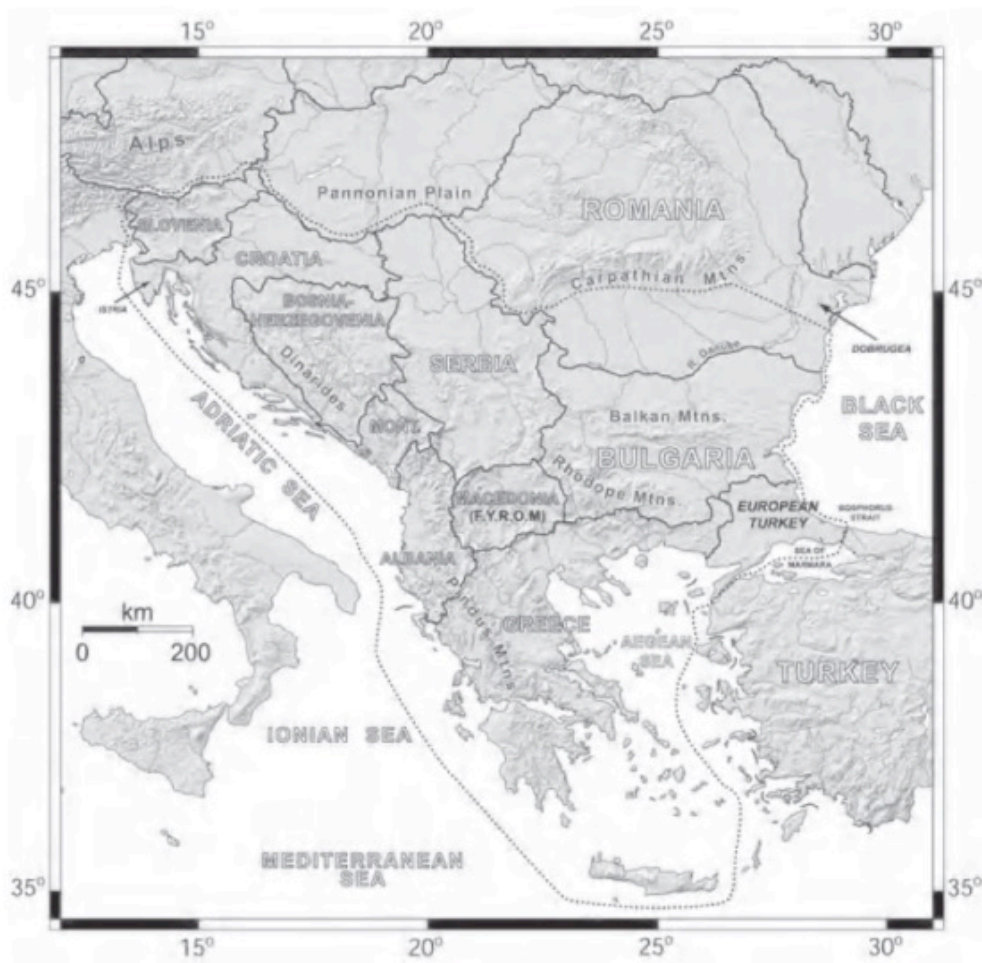 15° 20° 25° 30°
Alps
Pannonian Plain
ROMANIA
SLOVENIA
CROATIA
45° 45°
Carpathian Mtns.
ISTRIA
BOSNIA-
HERZEGOVENIA
DOBRUGEA
R. Danube
SERBIA
Dinarides
ADRIATIC SEA
BLACK
SEA
Balkan Mtns.
MONT.
BULGARIA
Rhodope Mtns.
MACEDONIA
(F.Y.R.O.M)
EUROPEAN
TURKEY
BOSPHORUS
STRAIT
SEA OF
MARMARA
ALBANIA
40° 40°
km
0 200
Pindus Mtns
GREECE
AEGEAN
SEA
TURKEY
IONIAN SEA
MEDITERRANEAN
SEA
35° 35°
15° 20° 25° 30°